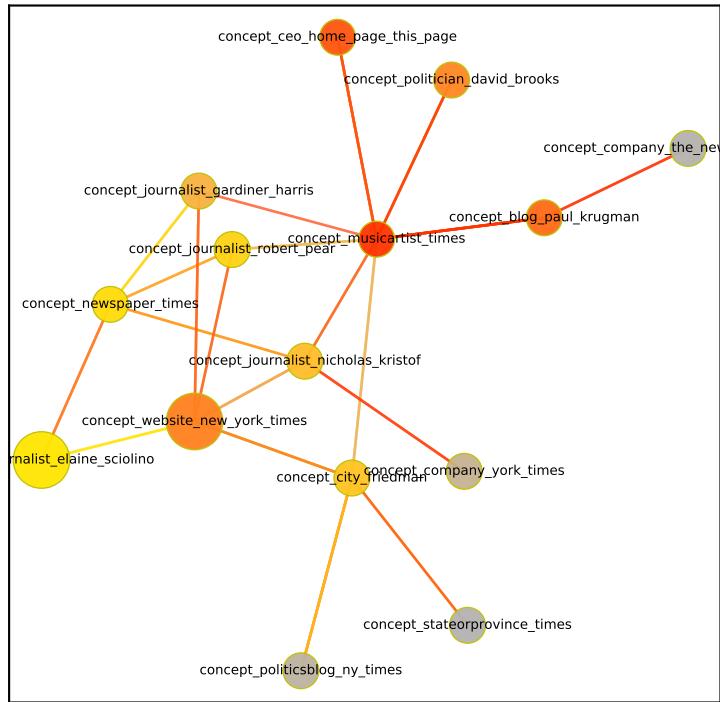 concept_ceo_home_page_this_page
concept_politician_david_brooks
concept_company_the_new
concept_journalist_gardiner_harris
concept_blog_paul_krugman
concept_musicartist_times
concept_journalist_robert_pear
concept_newspaper_times
concept_journalist_nicholas_kristof
concept_website_new_york_times
rnalist_elaine_sciolino
concept_company_york_times
concept_city_friedman
concept_stateorprovince_times
concept_politicsblog_ny_times